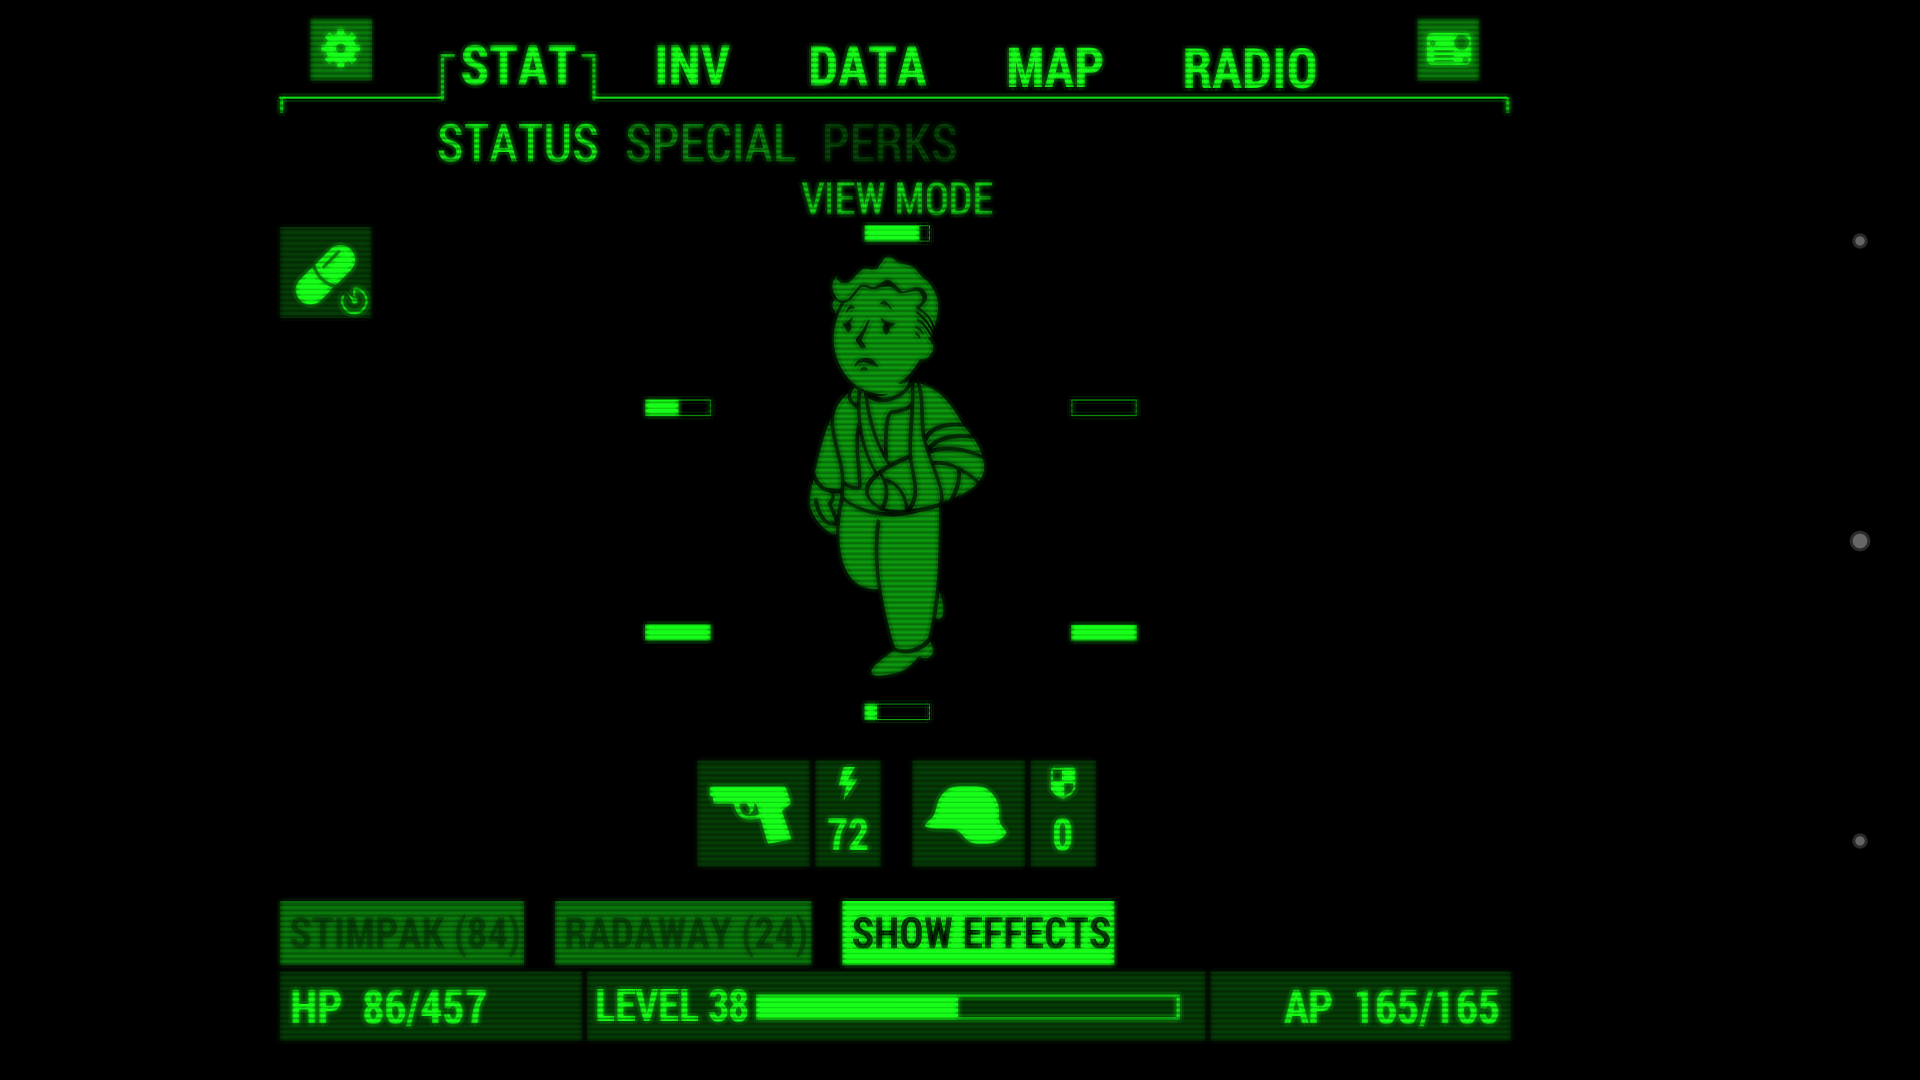 STAT INV DATA MAP RADIO
STATUS SPECIAL PERKS
VIEW MODE
72 0
STIMPAK (84) RADAWAY (24) SHOW EFFECTS
HP 86/457 LEVEL 38 AP 165/165